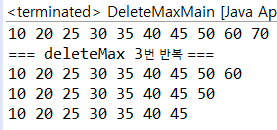 <terminated> DeleteMaxMain [Java Ap
10 20 25 30 35 40 45 50 60 70
=== deleteMax 3번 반복 ===
10 20 25 30 35 40 45 50 60
10 20 25 30 35 40 45 50
10 20 25 30 35 40 45